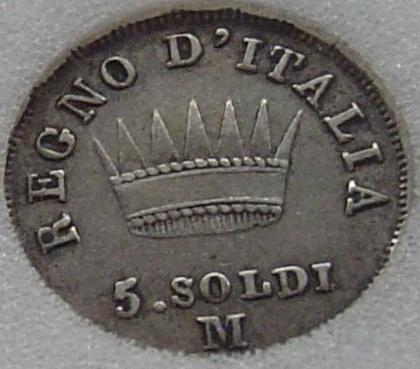 REGNO D'ITALIA
5. SOLDI
M